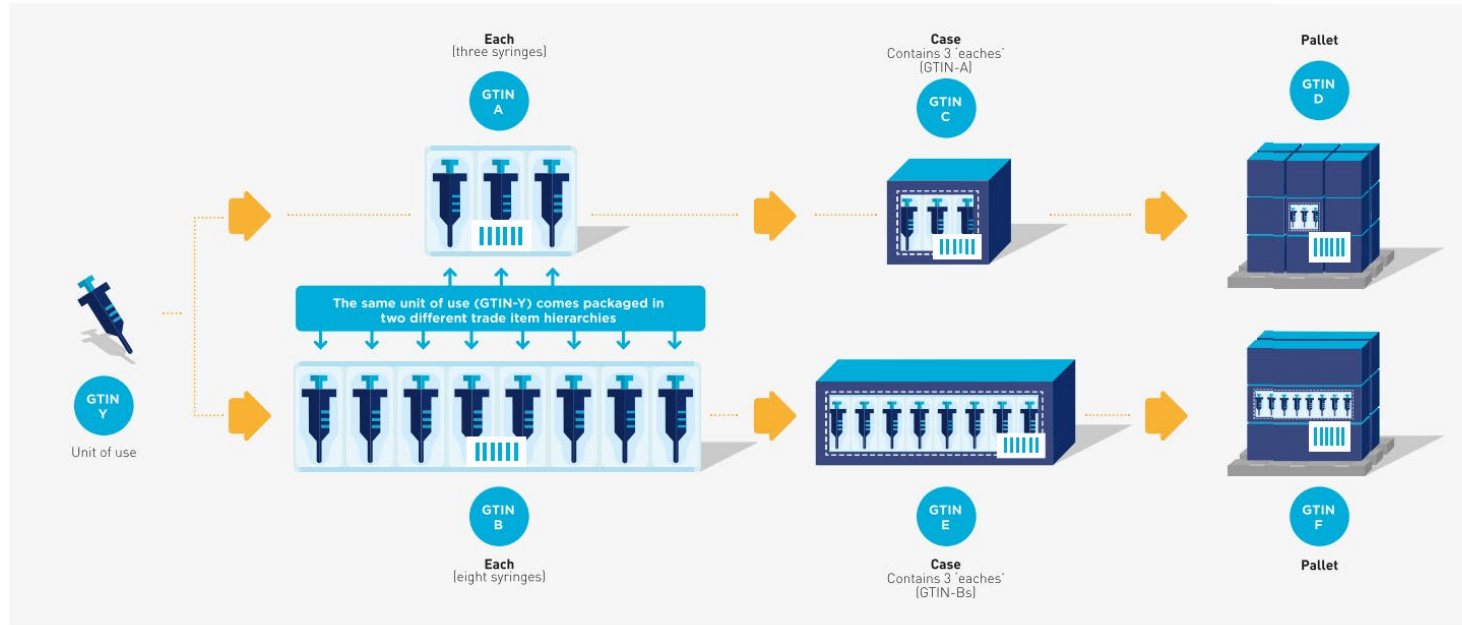 Each
(three syringes)
GTIN
A
Case
Contains 3 'eaches'
(GTIN-A)
GTIN
C
Pallet
GTIN
D
The same unit of use (GTIN-Y) comes packaged in
two different trade item hierarchies
GTIN
Y
Unit of use
GTIN
B
Each
(eight syringes)
GTIN
E
Case
Contains 3 'eaches'
(GTIN-Bs)
GTIN
F
Pallet